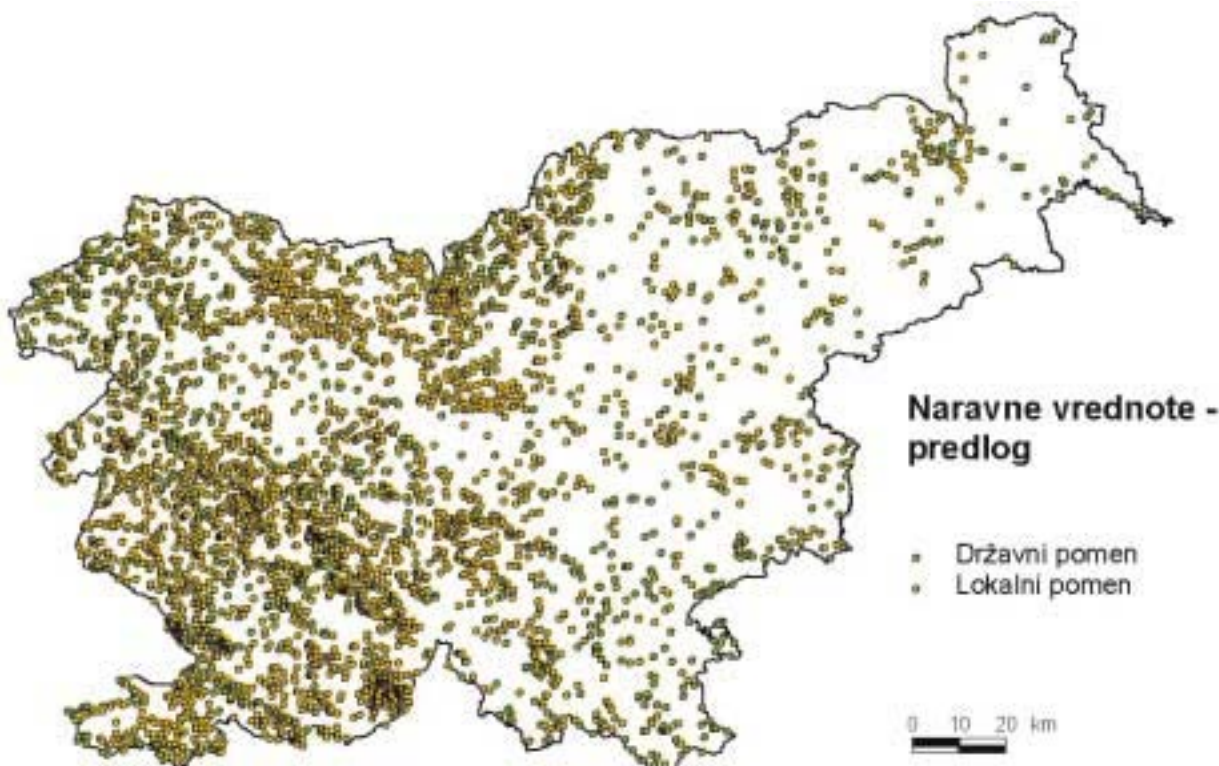 Naravne vrednote -
predlog
Državni pomen
Lokalni pomen
0 10 20 km